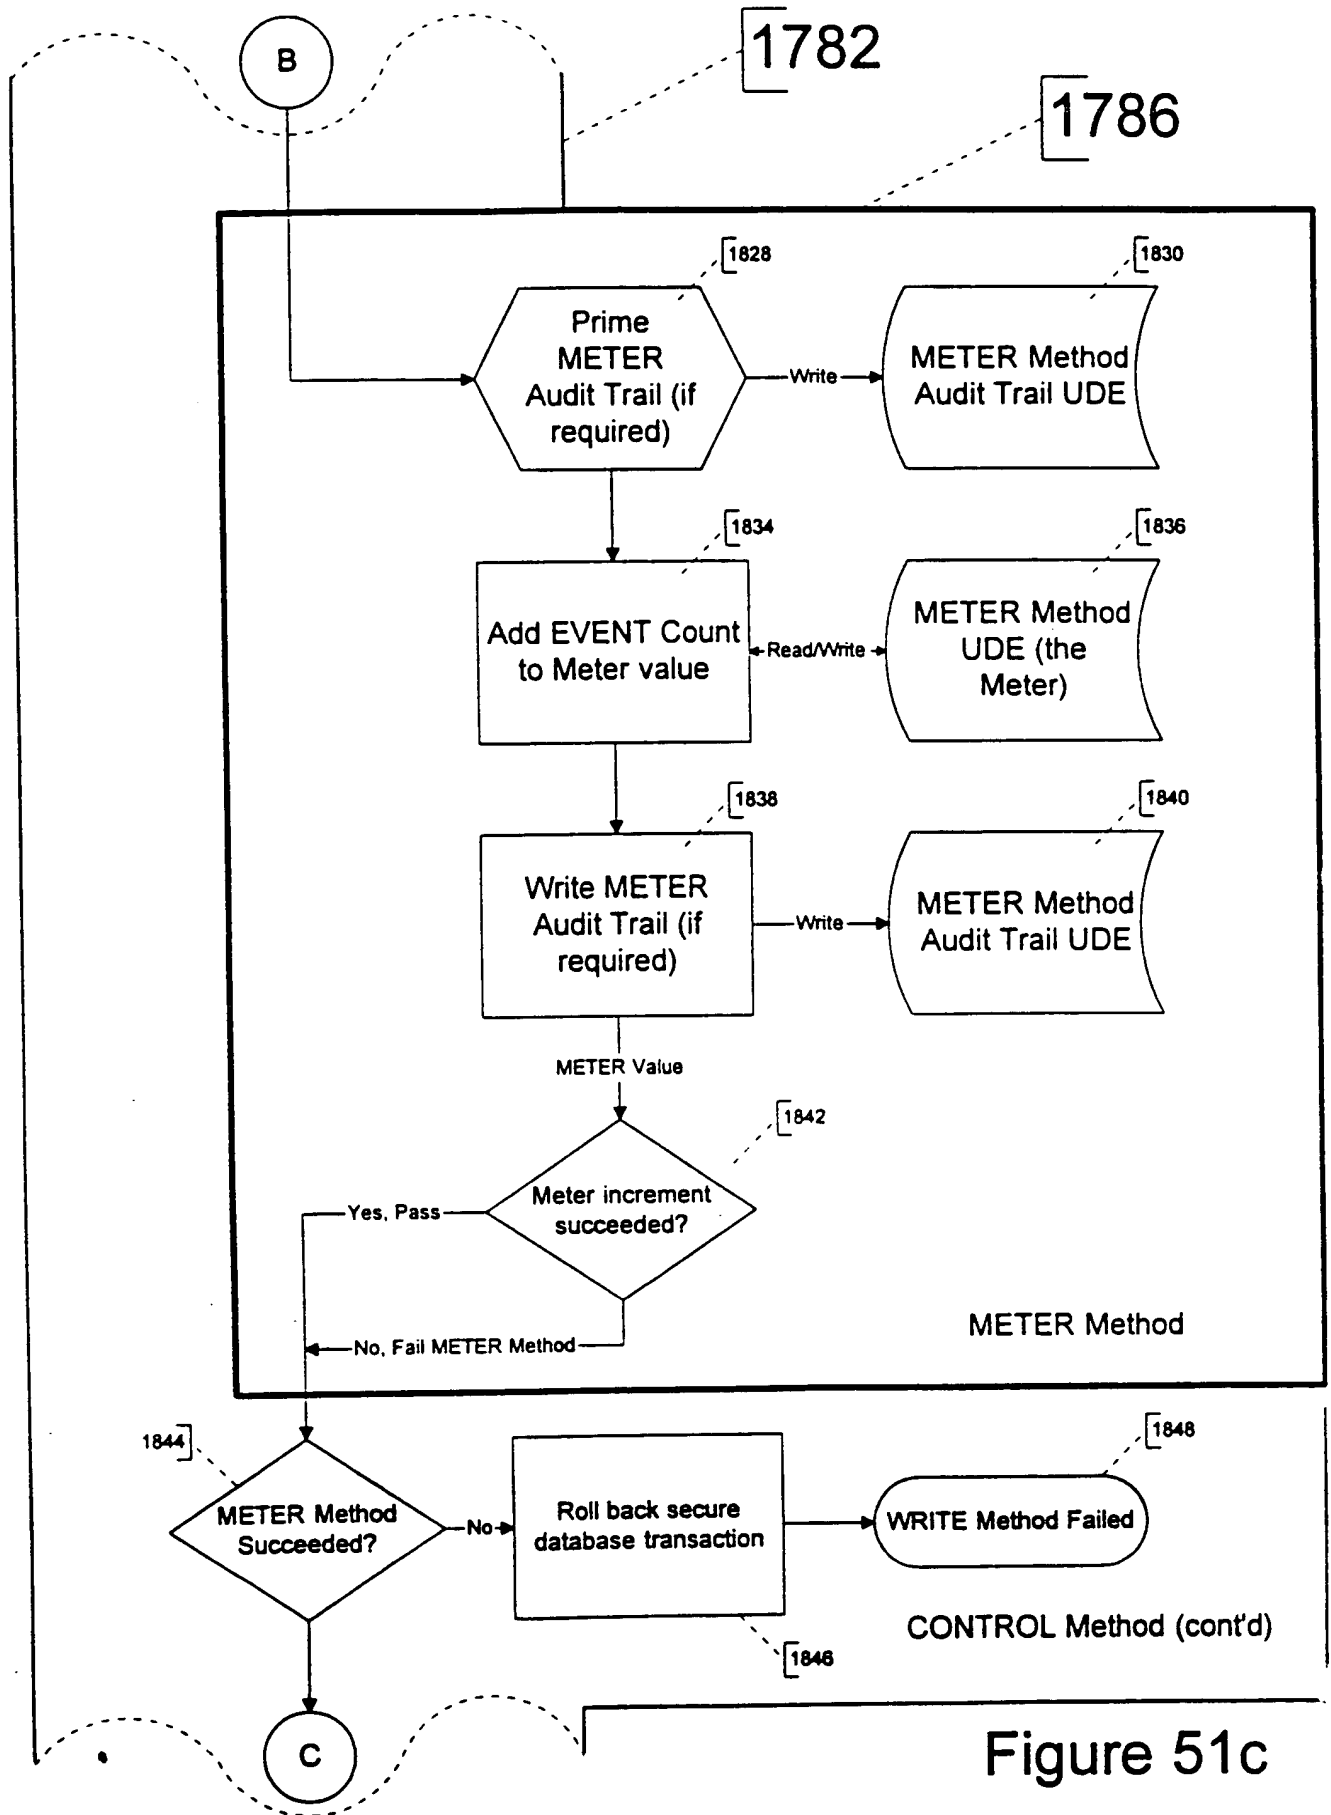 B
1782
1786
1828
1830
Prime
METER
Audit Trail (if
required)
Write
METER Method
Audit Trail UDE
1834
1836
Add EVENT Count
to Meter value
Read/Write
METER Method
UDE (the
Meter)
1838
1840
Write METER
Audit Trail (if
required)
Write
METER Method
Audit Trail UDE
METER Value
1842
Meter increment
succeeded?
Yes, Pass
No, Fail METER Method
METER Method
1844
1848
METER Method
Succeeded?
No
Roll back secure
database transaction
WRITE Method Failed
1846
CONTROL Method (cont'd)
C
Figure 51c